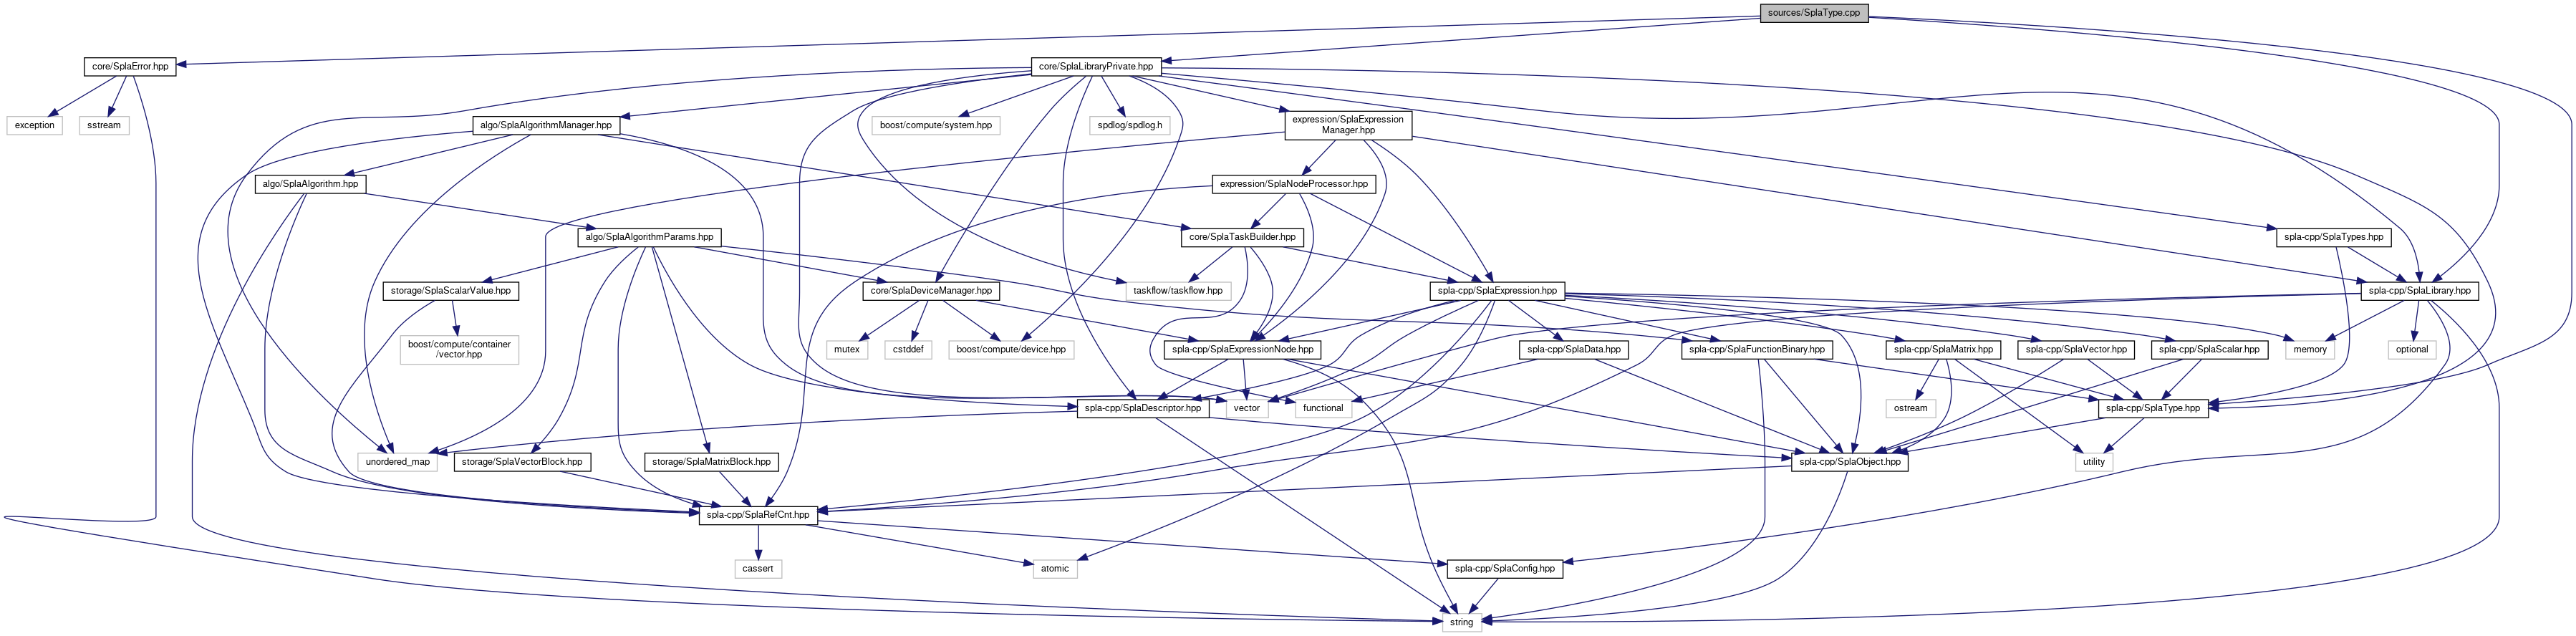 sources/SplaType.cpp
core/SplaError.hpp
core/SplaLibraryPrivate.hpp
exception
sstream
algo/SplaAlgorithmManager.hpp
boost/compute/system.hpp
spdlog/spdlog.h
expression/SplaExpression
Manager.hpp
algo/SplaAlgorithm.hpp
expression/SplaNodeProcessor.hpp
algo/SplaAlgorithmParams.hpp
core/SplaTaskBuilder.hpp
spla-cpp/SplaTypes.hpp
storage/SplaScalarValue.hpp
core/SplaDeviceManager.hpp
taskflow/taskflow.hpp
spla-cpp/SplaExpression.hpp
spla-cpp/SplaLibrary.hpp
boost/compute/container
/vector.hpp
mutex
cstddef
boost/compute/device.hpp
spla-cpp/SplaExpressionNode.hpp
spla-cpp/SplaData.hpp
spla-cpp/SplaFunctionBinary.hpp
spla-cpp/SplaMatrix.hpp
spla-cpp/SplaVector.hpp
spla-cpp/SplaScalar.hpp
memory
optional
spla-cpp/SplaDescriptor.hpp
vector
functional
ostream
spla-cpp/SplaType.hpp
unordered_map
storage/SplaVectorBlock.hpp
storage/SplaMatrixBlock.hpp
spla-cpp/SplaObject.hpp
utility
spla-cpp/SplaRefCnt.hpp
cassert
atomic
spla-cpp/SplaConfig.hpp
string